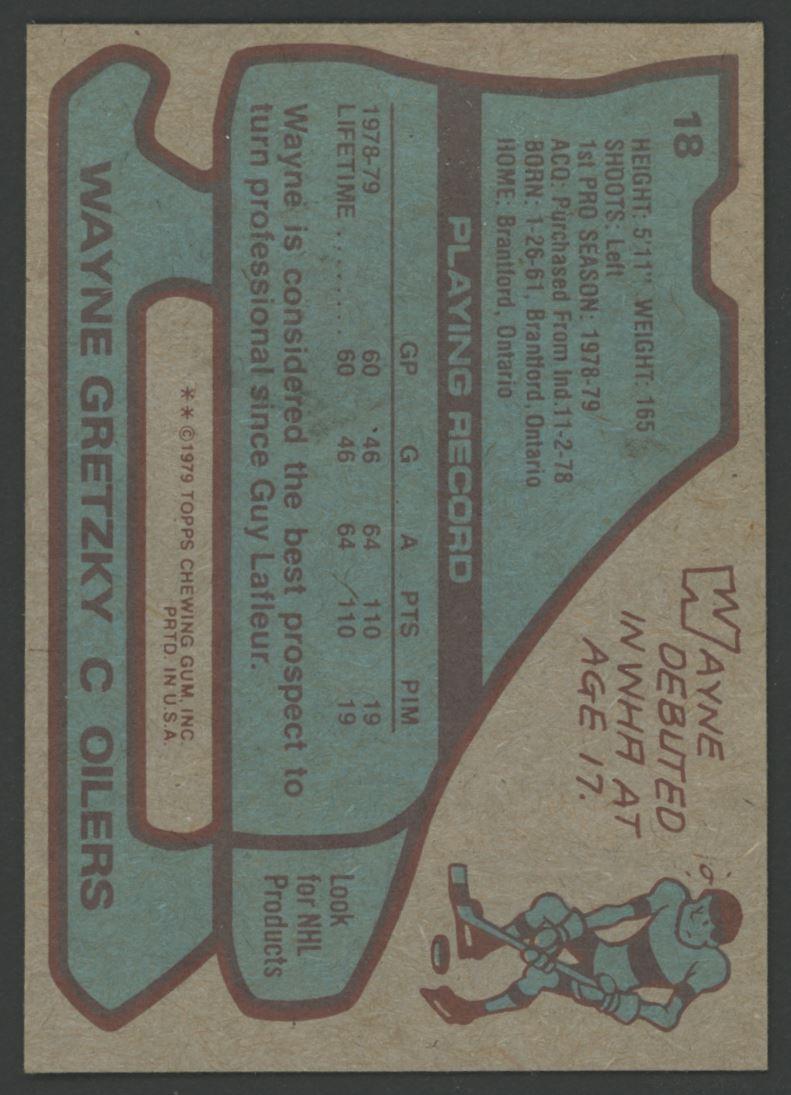 18
HEIGHT: 5'11" WEIGHT: 165
SHOOTS: Left
1st PRO SEASON: 1978-79
ACQ: Purchased From Ind. 11-2-78
BORN: 1-26-61, Brantford, Ontario
HOME: Brantford, Ontario
WAYNE
DEBUTED
IN WHA AT
AGE 17.
PLAYING RECORD
GP G A PTS PIM
1978-79 60 46 64 110 19
LIFETIME ........ 60 46 64 110 19
Wayne is considered the best prospect to
turn professional since Guy Lafleur.
Look
for NHL
Products
* * ©1979 TOPPS CHEWING GUM, INC.
PRTD. IN U.S.A.
WAYNE GRETZKY C OILERS